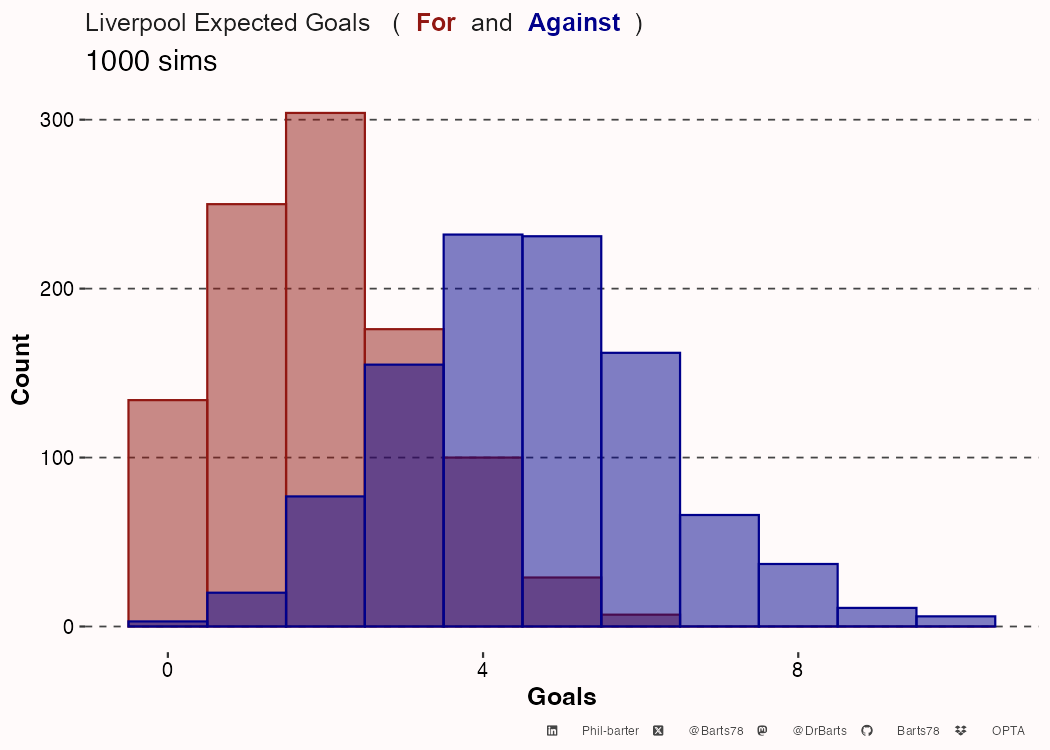 Liverpool Expected Goals ( For and Against )
1000 sims
300
200
100
0
Count
0 4 8
Goals
Phil-barter @Barts78 @DrBarts Barts78 OPTA